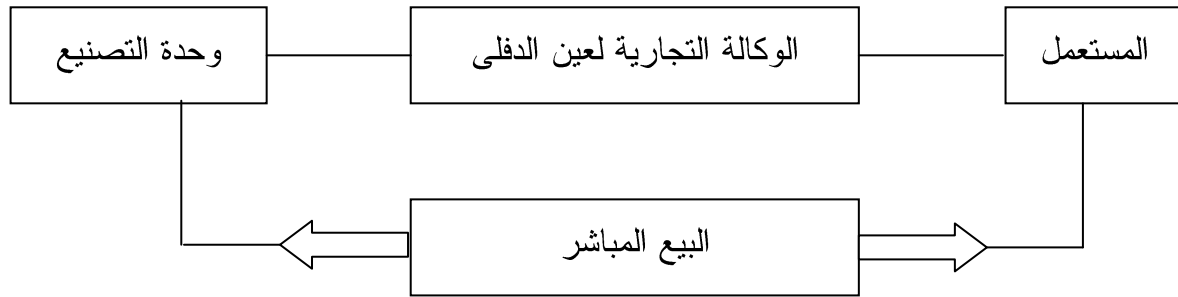 المستعمل
الوكالة التجارية لعين الدفلى
وحدة التصنيع
البيع المباشر